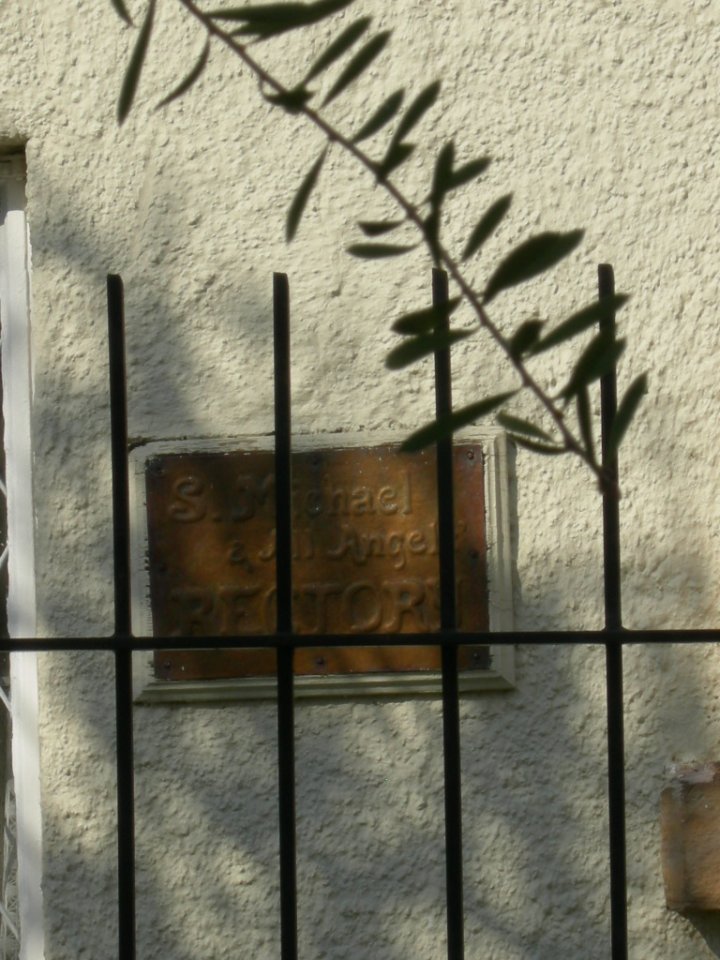 S. Michael
& All Angels'
RECTORY